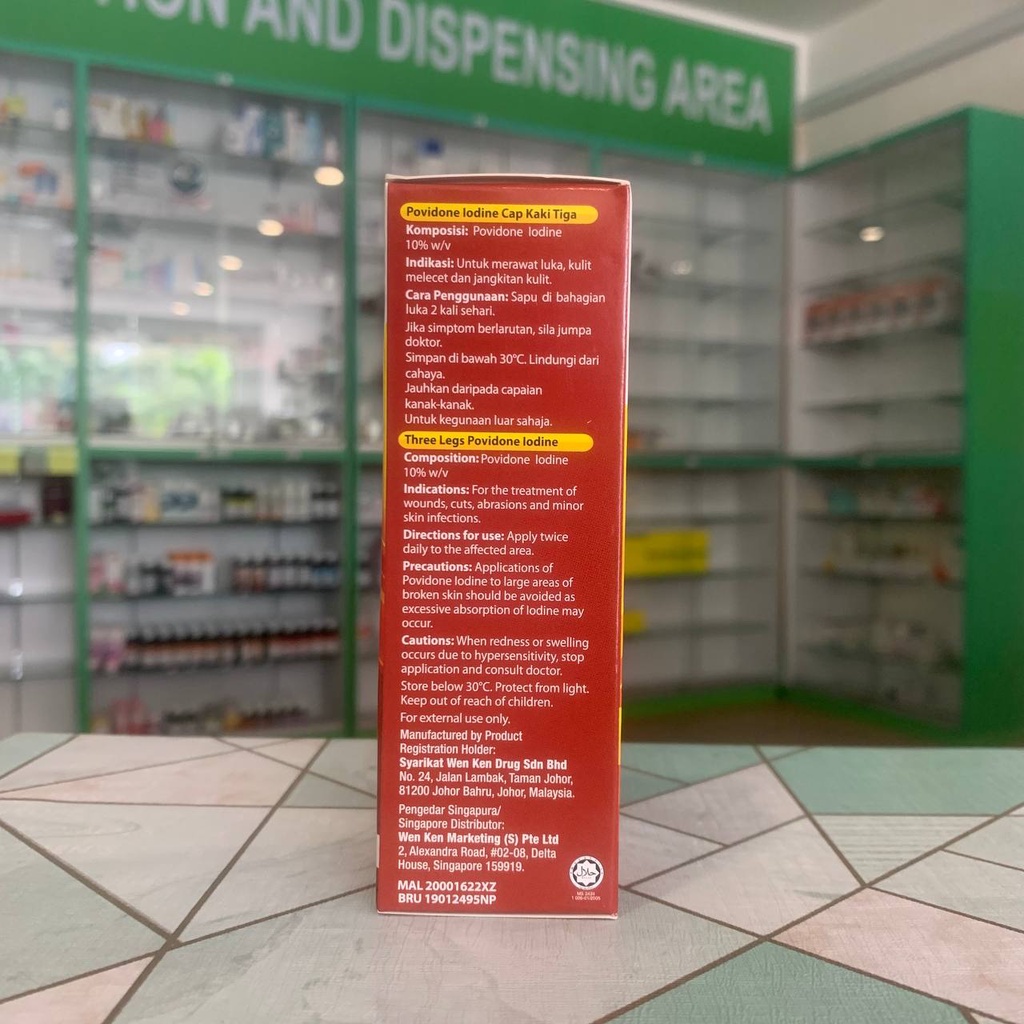 ION AND DISPENSING AREA
Povidone Iodine Cap Kaki Tiga
Komposisi: Povidone Iodine
10% w/v
Indikasi: Untuk merawat luka, kulit
melecet dan jangkitan kulit.
Cara Penggunaan: Sapu di bahagian
luka 2 kali sehari.
Jika simptom berlarutan, sila jumpa
doktor.
Simpan di bawah 30°C. Lindungi dari
cahaya.
Jauhkan daripada capaian
kanak-kanak.
Untuk kegunaan luar sahaja.
Three Legs Povidone Iodine
Composition: Povidone Iodine
10% w/v
Indications: For the treatment of
wounds, cuts, abrasions and minor
skin infections.
Directions for use: Apply twice
daily to the affected area.
Precautions: Applications of
Povidone Iodine to large areas of
broken skin should be avoided as
excessive absorption of Iodine may
occur.
Cautions: When redness or swelling
occurs due to hypersensitivity, stop
application and consult doctor.
Store below 30°C. Protect from light.
Keep out of reach of children.
For external use only.
Manufactured by Product
Registration Holder:
Syarikat Wen Ken Drug Sdn Bhd
No. 24, Jalan Lambak, Taman Johor,
81200 Johor Bahru, Johor, Malaysia.
Pengedar Singapura/
Singapore Distributor:
Wen Ken Marketing (S) Pte Ltd
2, Alexandra Road, #02-08, Delta
House, Singapore 159919.
MAL 20001622XZ
BRU 19012495NP
حلال